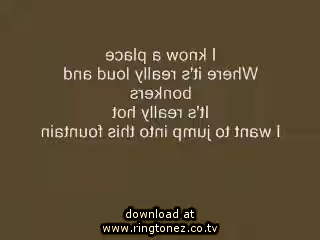 I know a place
Where it's really loud and
bonkers
It's really hot
I want to jump into this fountain
download at
www.ringtonez.co.tv